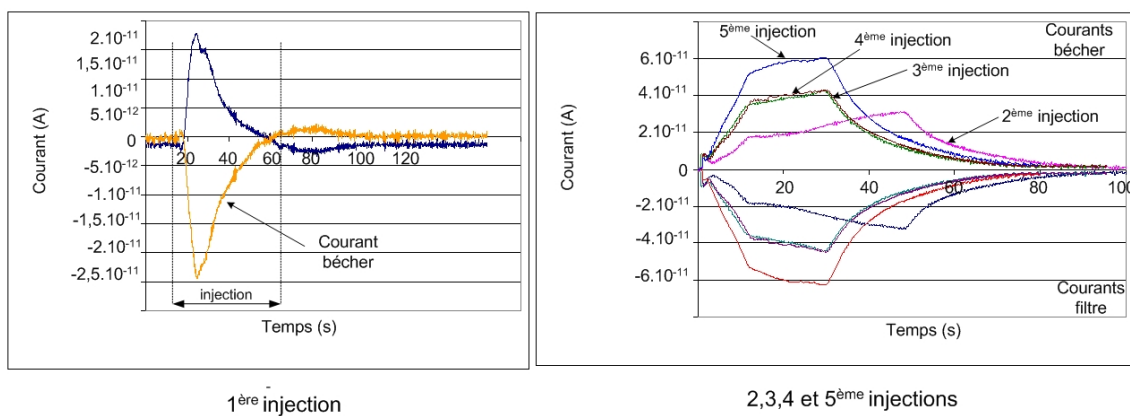 2.10⁻¹¹
1,5.10⁻¹¹
1.10⁻¹¹
5.10⁻¹²
0
-5.10⁻¹²
-1.10⁻¹¹
-1,5.10⁻¹¹
-2.10⁻¹¹
-2,5.10⁻¹¹
Courant (A)
20 40 60 80 100 120
Courant
bécher
injection
Temps (s)
1ère injection
6.10⁻¹¹
4.10⁻¹¹
2.10⁻¹¹
0
-2.10⁻¹¹
-4.10⁻¹¹
-6.10⁻¹¹
Courant (A)
5ème injection
4ème injection
3ème injection
2ème injection
Courants
bécher
20 40 60 80 100
Courants
filtre
Temps (s)
2,3,4 et 5ème injections